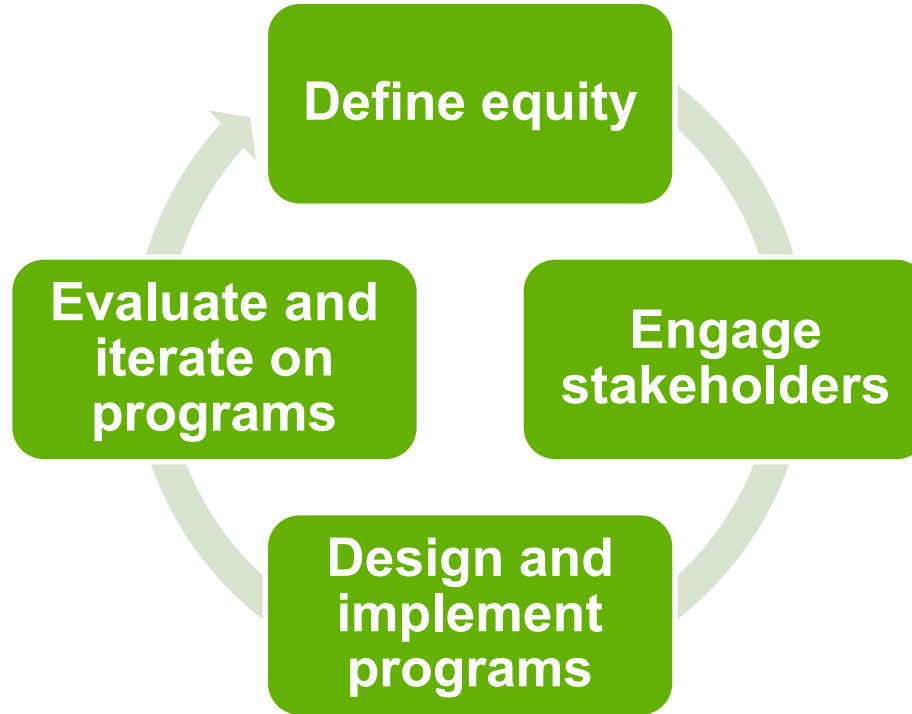 Define equity
Engage
stakeholders
Design and
implement
programs
Evaluate and
iterate on
programs